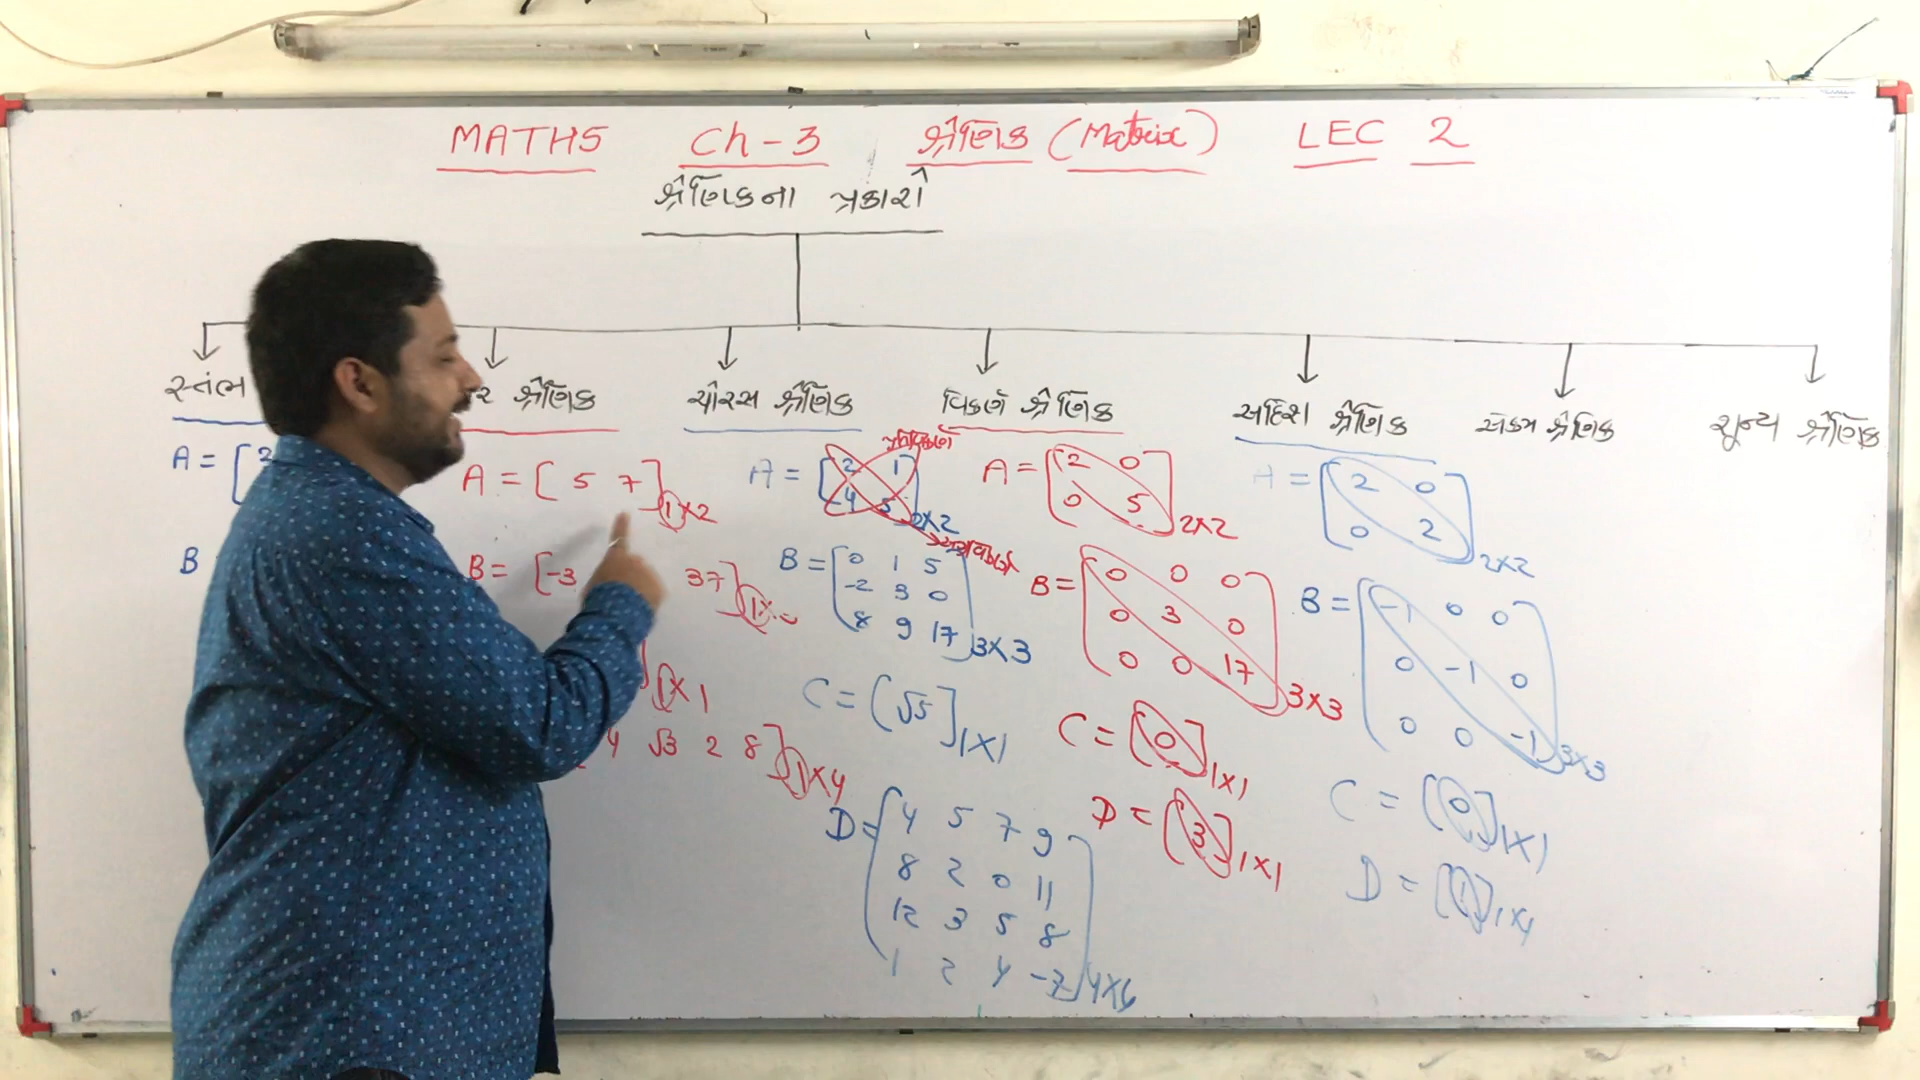 MATHS Ch-3 શ્રેણિક (Matrix) LEC 2
શ્રેણિકના પ્રકારો
સ્તંભ શ્રેણિક ચોરસ શ્રેણિક વિકર્ણ શ્રેણિક અદિશ શ્રેણિક એકમ શ્રેણિક શૂન્ય શ્રેણિક
A = [2
B
A = [ 5 7 ] 1×2
B = [-3 37] 1×
] 1×1
4 √3 2 8 ] 1×4
A = [ 2 1
-4 5 ] 2×2
B = [ 0 1 5
-2 3 0
8 9 17 ] 3×3
C = [√5] 1×1
D = [ 4 5 7 9
8 2 0 11
12 3 5 8
1 2 4 -7 ] 4×4
A = [ 2 0
0 5 ] 2×2
B = [ 0 0 0
0 3 0
0 0 17 ] 3×3
C = [0] 1×1
D = [3] 1×1
A = [ 2 0
0 2 ] 2×2
B = [ -1 0 0
0 -1 0
0 0 -1 ] 3×3
C = [0] 1×1
D = [1] 1×1